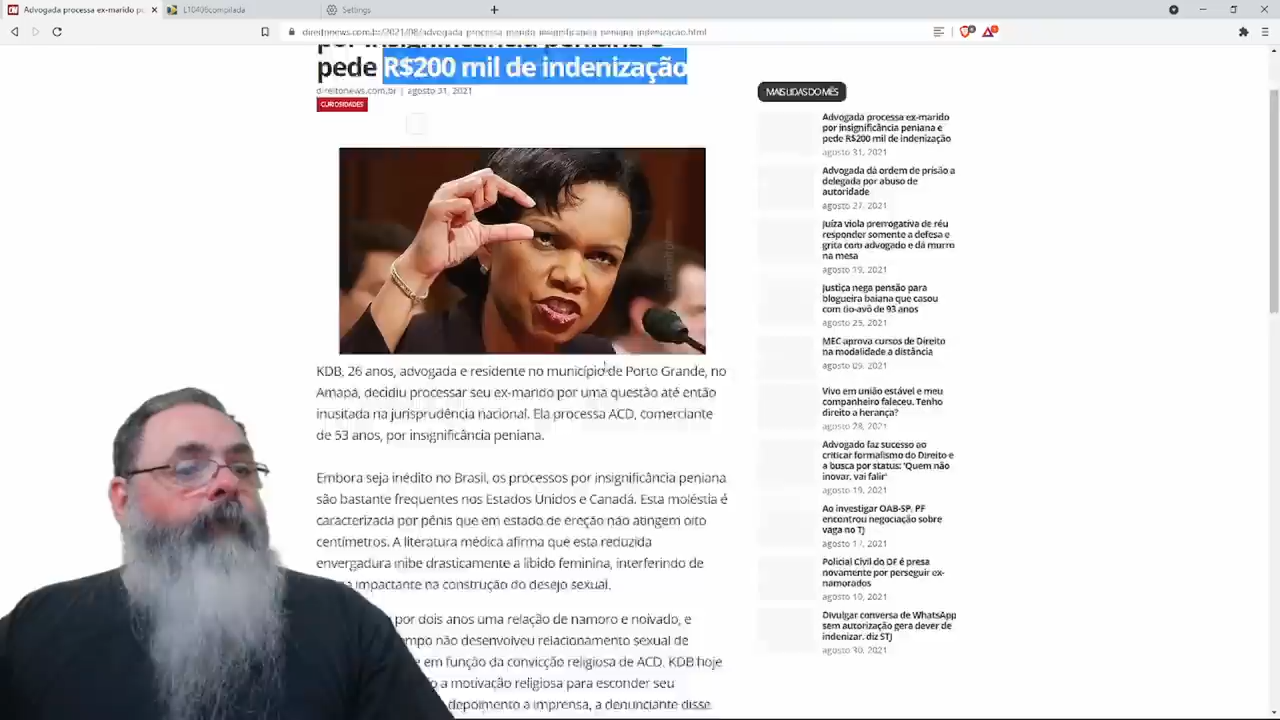 Advogada processa ex-marido p
L10406compilada
Settings
direitonews.com.br/2021/08/advogada-processa-marido-insignificancia-peniana-indenizacao.html
por insignificância peniana e
pede R$200 mil de indenização
direitonews.com.br | agosto 31, 2021
CURIOSIDADES
KDB, 26 anos, advogada e residente no município de Porto Grande, no
Amapá, decidiu processar seu ex-marido por uma questão até então
inusitada na jurisprudência nacional. Ela processa ACD, comerciante
de 53 anos, por insignificância peniana.
Embora seja inédito no Brasil, os processos por insignificância peniana
são bastante frequentes nos Estados Unidos e Canadá. Esta moléstia é
caracterizada por pênis que em estado de ereção não atingem oito
centímetros. A literatura médica afirma que esta reduzida
envergadura inibe drasticamente a libido feminina, interferindo de
impactante na construção do desejo sexual.
por dois anos uma relação de namoro e noivado, e
mpo não desenvolveu relacionamento sexual de
em função da convicção religiosa de ACD. KDB hoje
a motivação religiosa para esconder seu
depoimento a imprensa, a denunciante disse
MAIS LIDAS DO MÊS
Advogada processa ex-marido
por insignificância peniana e
pede R$200 mil de indenização
agosto 31, 2021
Advogada dá ordem de prisão a
delegada por abuso de
autoridade
agosto 27, 2021
Juíza viola prerrogativa de réu
responder somente a defesa e
grita com advogado e dá murro
na mesa
agosto 19, 2021
Justiça nega pensão para
blogueira baiana que casou
com tio-avô de 93 anos
agosto 25, 2021
MEC aprova cursos de Direito
na modalidade a distância
agosto 09, 2021
Vivo em união estável e meu
companheiro faleceu. Tenho
direito a herança?
agosto 28, 2021
Advogado faz sucesso ao
criticar formalismo do Direito e
a busca por status: 'Quem não
inovar, vai falir'
agosto 19, 2021
Ao investigar OAB-SP, PF
encontrou negociação sobre
vaga no TJ
agosto 17, 2021
Policial Civil do DF é presa
novamente por perseguir ex-
namorados
agosto 10, 2021
Divulgar conversa de WhatsApp
sem autorização gera dever de
indenizar, diz STJ
agosto 30, 2021